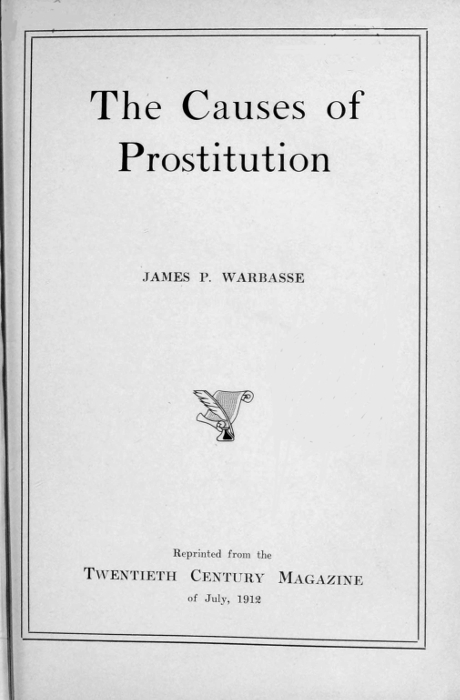 The Causes of
Prostitution
JAMES P. WARBASSE
Reprinted from the
TWENTIETH CENTURY MAGAZINE
of July, 1912